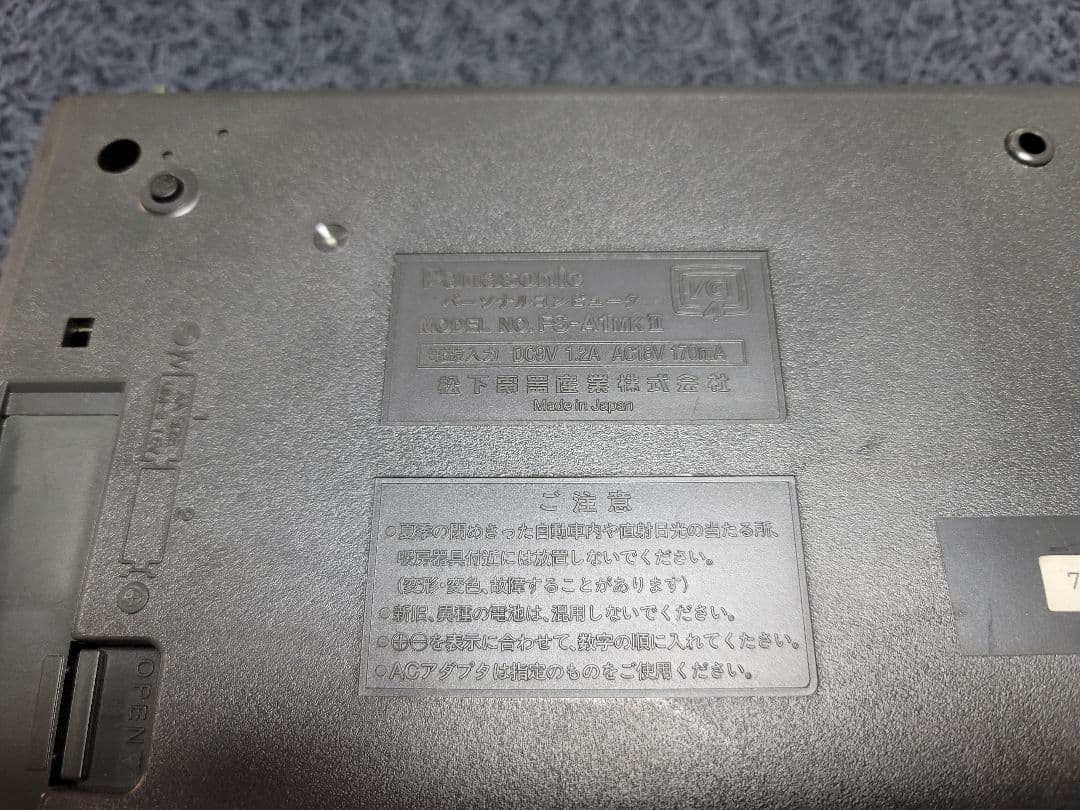 Panasonic
パーソナルコンピュータ
MODEL NO. FS-A1MKⅡ
電源入力 DC9V 1.2A AC18V 170mA
松下電器産業株式会社
Made in Japan
ご注意
●夏季の閉めきった自動車内や直射日光の当たる所、
暖房器具付近には放置しないでください。
(変形・変色、故障することがあります)
●新旧、異種の電池は、混用しないでください。
●⊕⊖を表示に合わせて、数字の順に入れてください。
●ACアダプタは指定のものをご使用ください。
2
OPEN
7